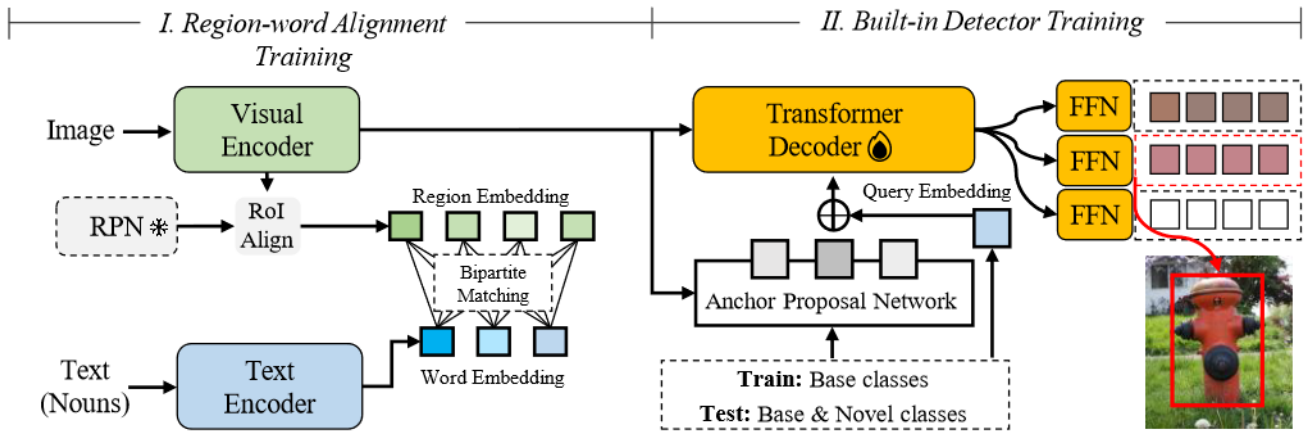 I. Region-word Alignment
Training
II. Built-in Detector Training
Image
Visual
Encoder
RPN
RoI
Align
Region Embedding
Bipartite
Matching
Word Embedding
Text
(Nouns)
Text
Encoder
Transformer
Decoder
Query Embedding
Anchor Proposal Network
Train: Base classes
Test: Base & Novel classes
FFN
FFN
FFN